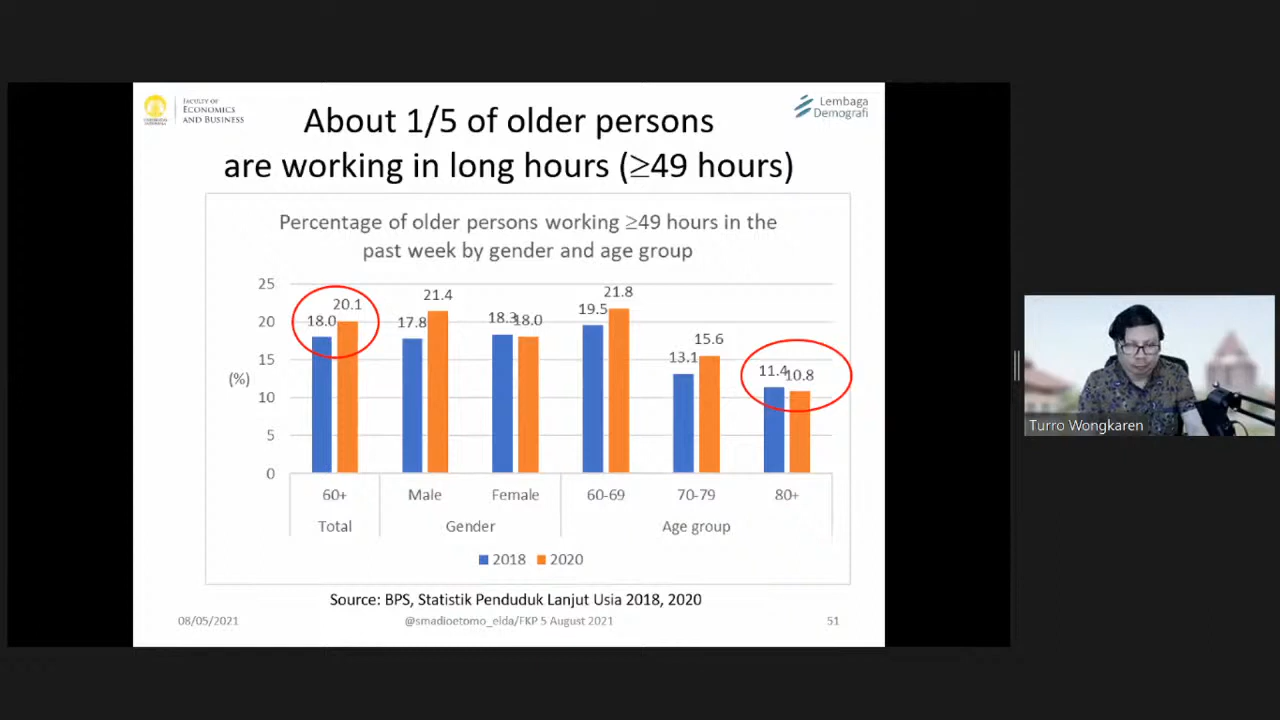 FACULTY OF
ECONOMICS
AND BUSINESS
Lembaga
Demografi
About 1/5 of older persons
are working in long hours (≥49 hours)
Percentage of older persons working ≥49 hours in the
past week by gender and age group
25
20
15
10
5
0
(%)
18.0
20.1
17.8
21.4
18.3
18.0
19.5
21.8
13.1
15.6
11.4
10.8
60+
Male
Female
60-69
70-79
80+
Total
Gender
Age group
2018
2020
Source: BPS, Statistik Penduduk Lanjut Usia 2018, 2020
08/05/2021
@smadioetomo_elda/FKP 5 August 2021
51
Turro Wongkaren